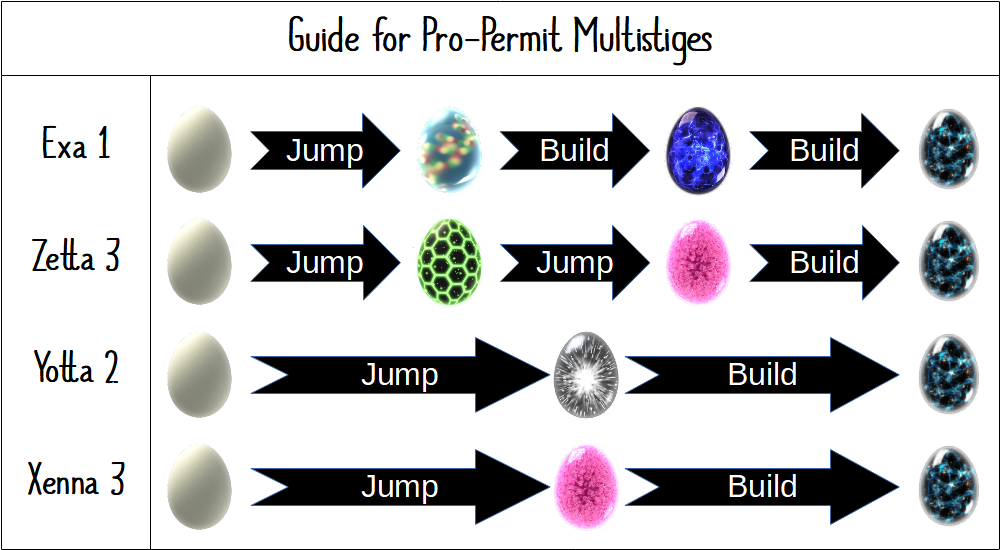 Guide for Pro-Permit Multistiges
Exa 1
Jump
Build
Build
Zetta 3
Jump
Jump
Build
Yotta 2
Jump
Build
Xenna 3
Jump
Build